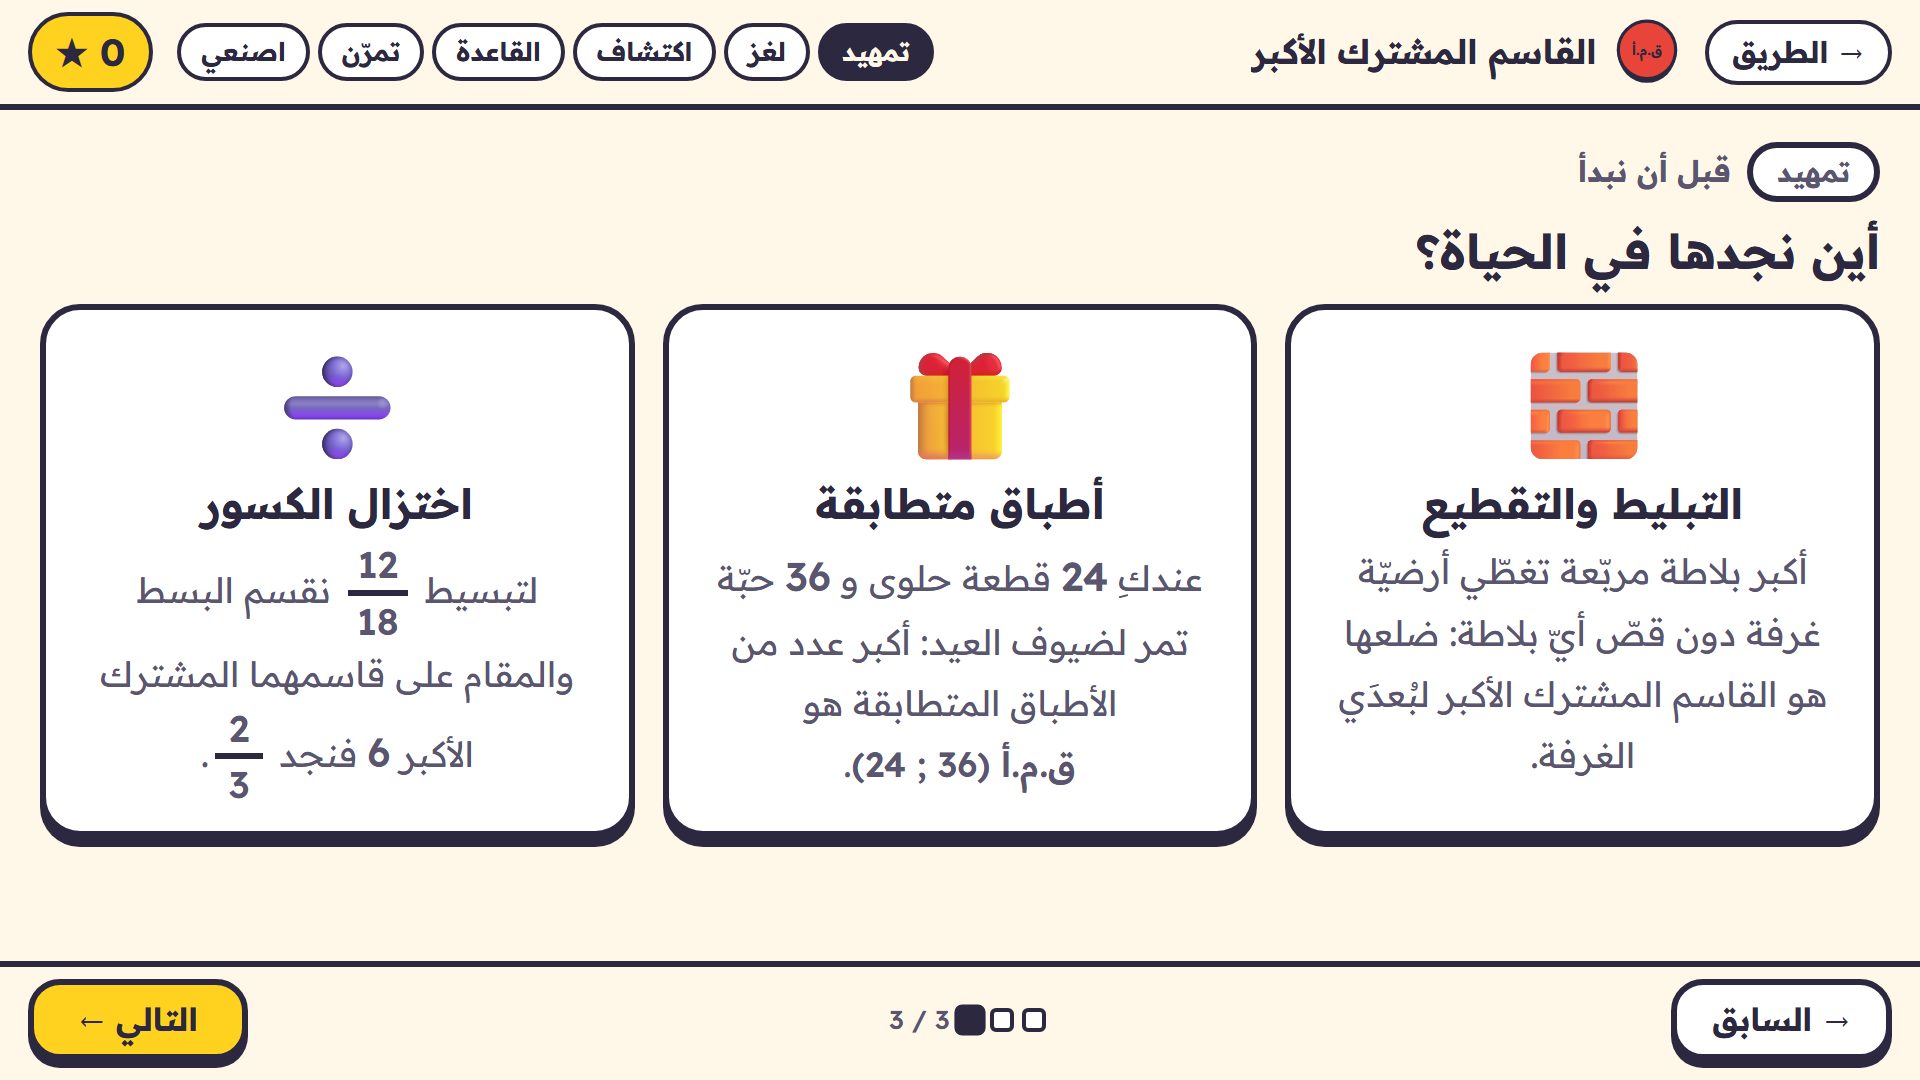 → الطريق
ق.م.أ
القاسم المشترك الأكبر
تمهيد
لغز
اكتشاف
القاعدة
تمرّن
اصنعي
★ 0
تمهيد
قبل أن نبدأ
أين نجدها في الحياة؟
التبليط والتقطيع
أكبر بلاطة مربّعة تغطّي أرضيّة
غرفة دون قصّ أيّ بلاطة: ضلعها
هو القاسم المشترك الأكبر لبُعدَي
الغرفة.
أطباق متطابقة
عندكِ 24 قطعة حلوى و 36 حبّة
تمر لضيوف العيد: أكبر عدد من
الأطباق المتطابقة هو
ق.م.أ (36 ; 24).
اختزال الكسور
لتبسيط 12/18 نقسم البسط
والمقام على قاسمهما المشترك
الأكبر 6 فنجد 2/3.
→ السابق
3 / 3
التالي ←